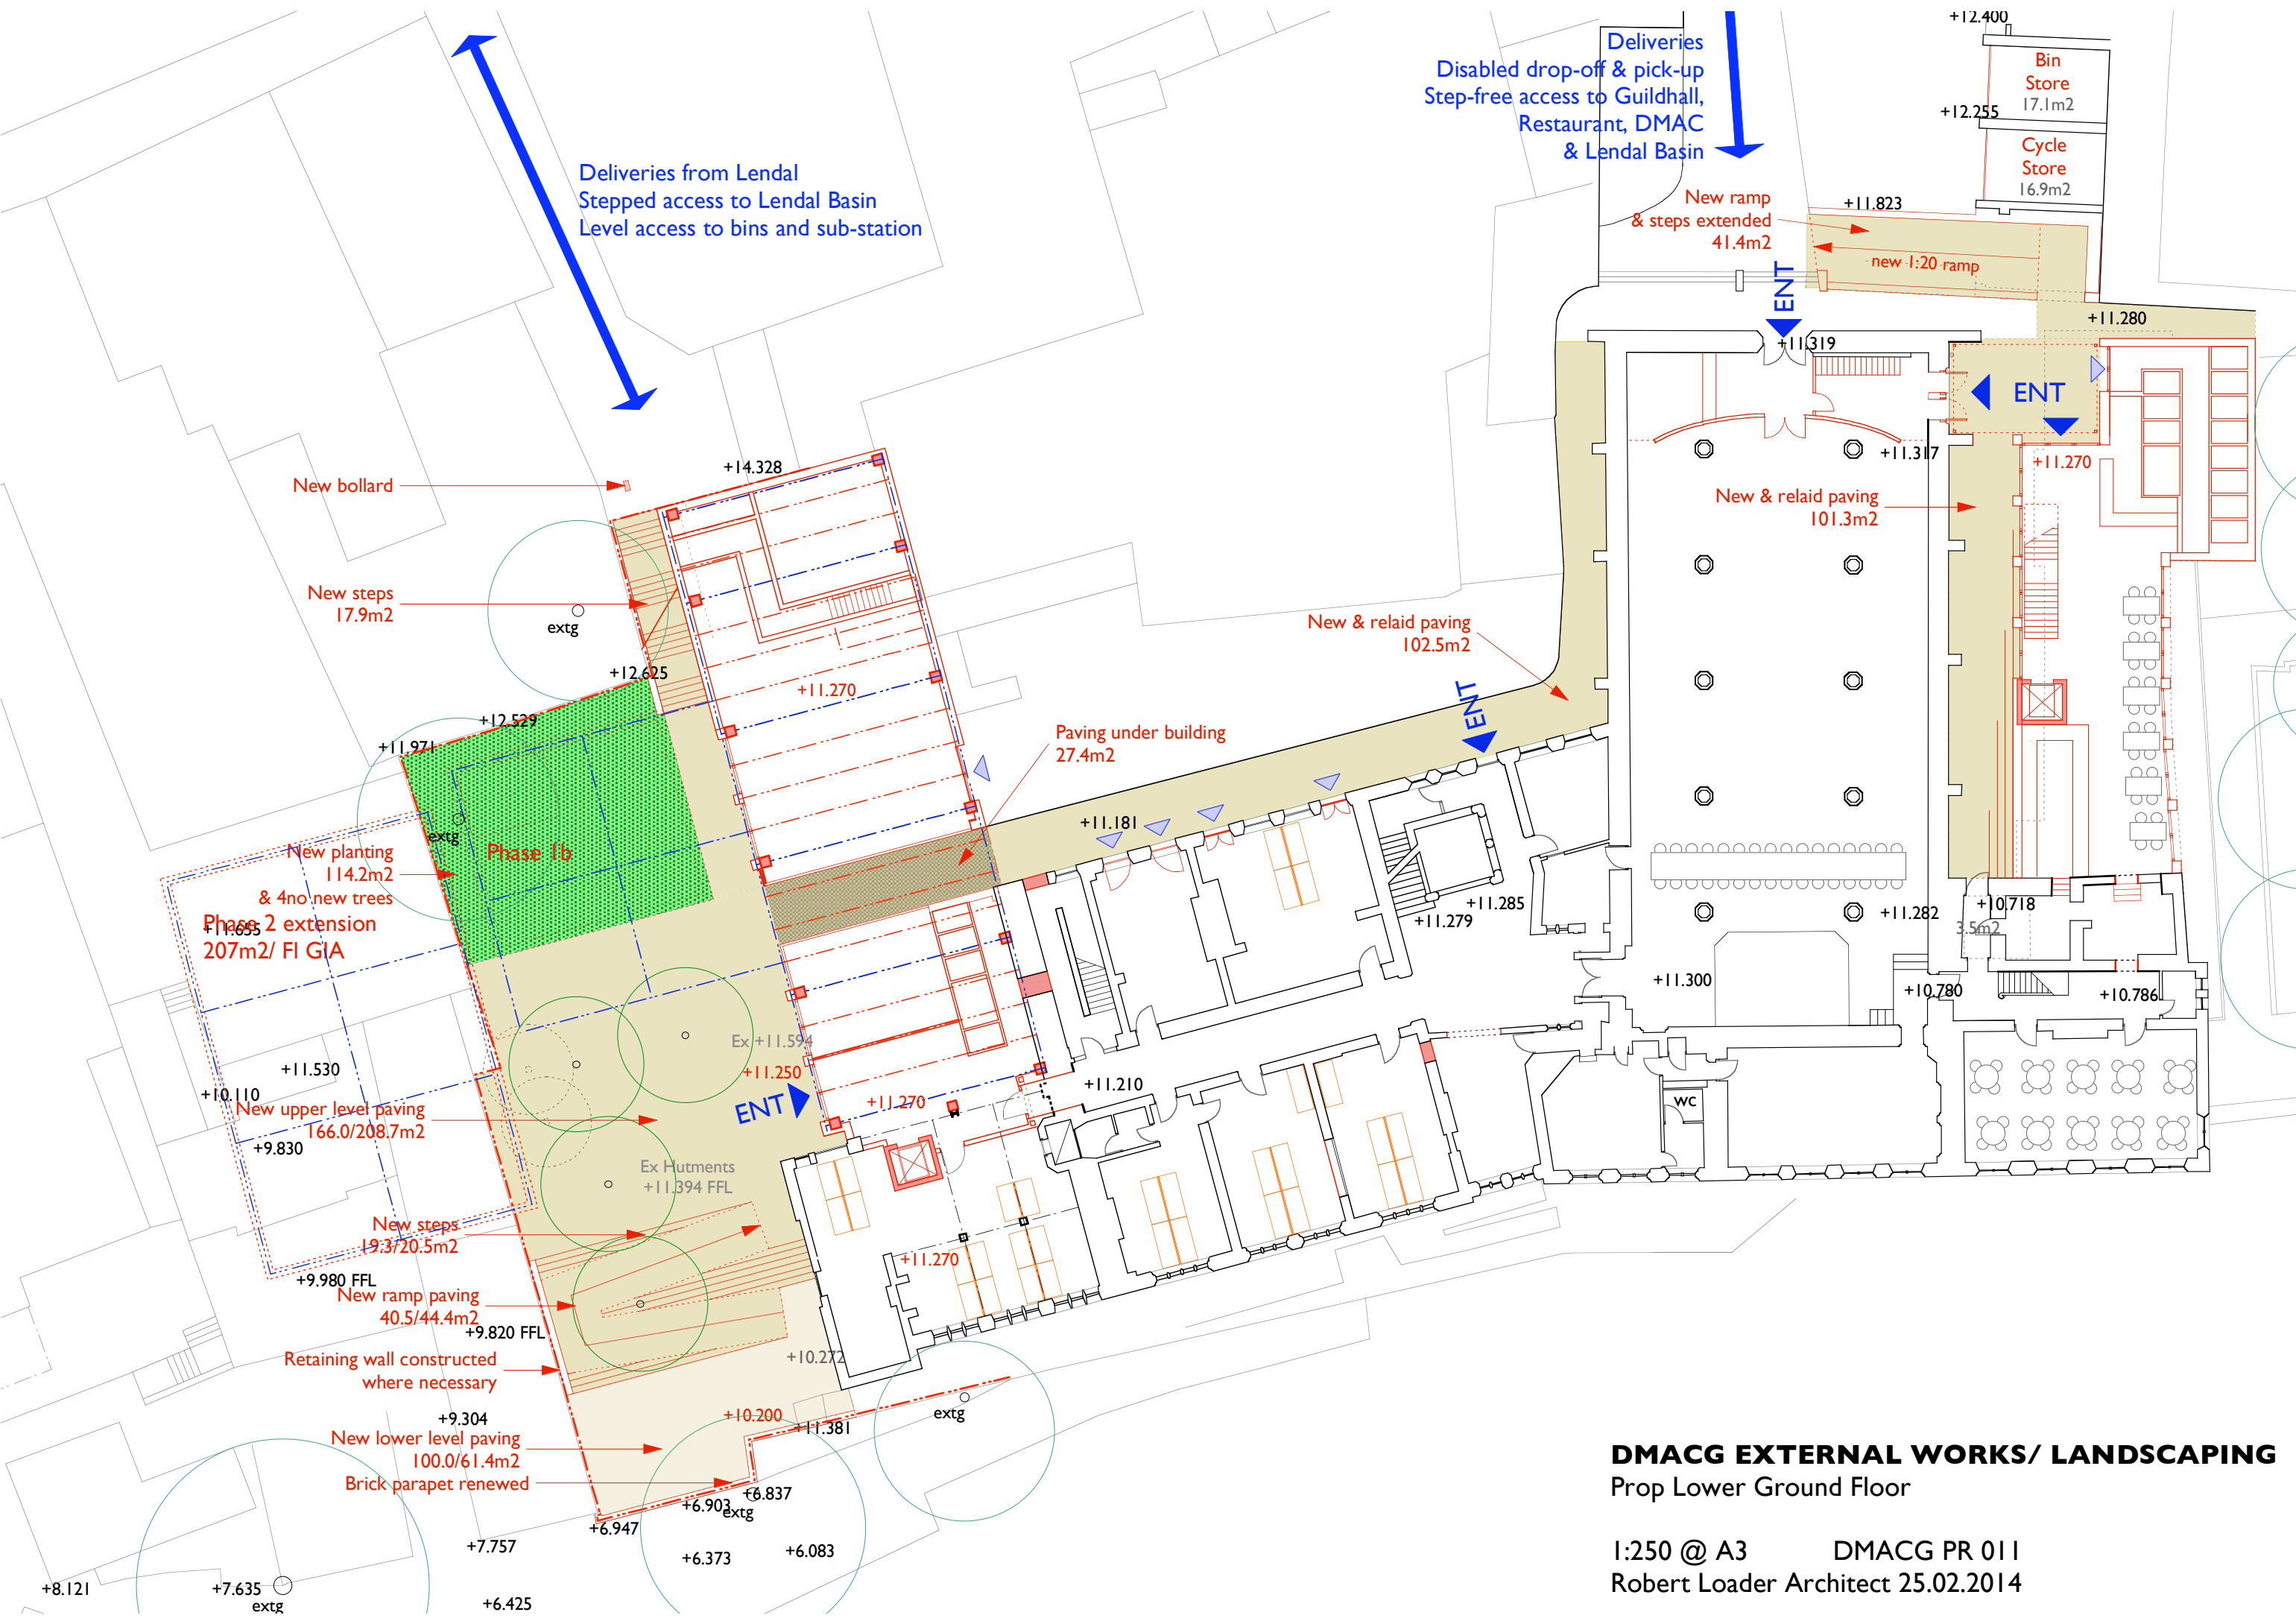 +12.400
Deliveries
Disabled drop-off & pick-up
Step-free access to Guildhall,
Restaurant, DMAC
& Lendal Basin
Bin
Store
17.1m2
+12.255
Cycle
Store
16.9m2
Deliveries from Lendal
Stepped access to Lendal Basin
Level access to bins and sub-station
New ramp
& steps extended
41.4m2
+11.823
new 1:20 ramp
ENT
+11.280
+11.319
ENT
+11.317
+11.270
+14.328
New bollard
New & relaid paving
101.3m2
New steps
17.9m2
extg
New & relaid paving
102.5m2
+12.625
+11.270
ENT
+12.529
+11.971
Paving under building
27.4m2
+11.181
extg
New planting
114.2m2
& 4no new trees
Phase 1b
Phase 2 extension
207m2/ FI GIA
+11.655
+11.285
+11.279
+11.282
+10.718
3.5m2
+11.300
+10.780
+10.786
Ex +11.594
+11.250
+11.530
+10.110
+11.210
ENT
+11.270
WC
New upper level paving
166.0/208.7m2
+9.830
Ex Hutments
+11.394 FFL
New steps
19.3/20.5m2
+11.270
+9.980 FFL
New ramp paving
40.5/44.4m2
+9.820 FFL
Retaining wall constructed
where necessary
+10.272
+9.304
+10.200
+11.381
extg
New lower level paving
100.0/61.4m2
Brick parapet renewed
+6.837
+6.903
extg
+6.947
+7.757
+6.373
+6.083
+8.121
+7.635
extg
+6.425
DMACG EXTERNAL WORKS/ LANDSCAPING
Prop Lower Ground Floor
1:250 @ A3 DMACG PR 011
Robert Loader Architect 25.02.2014